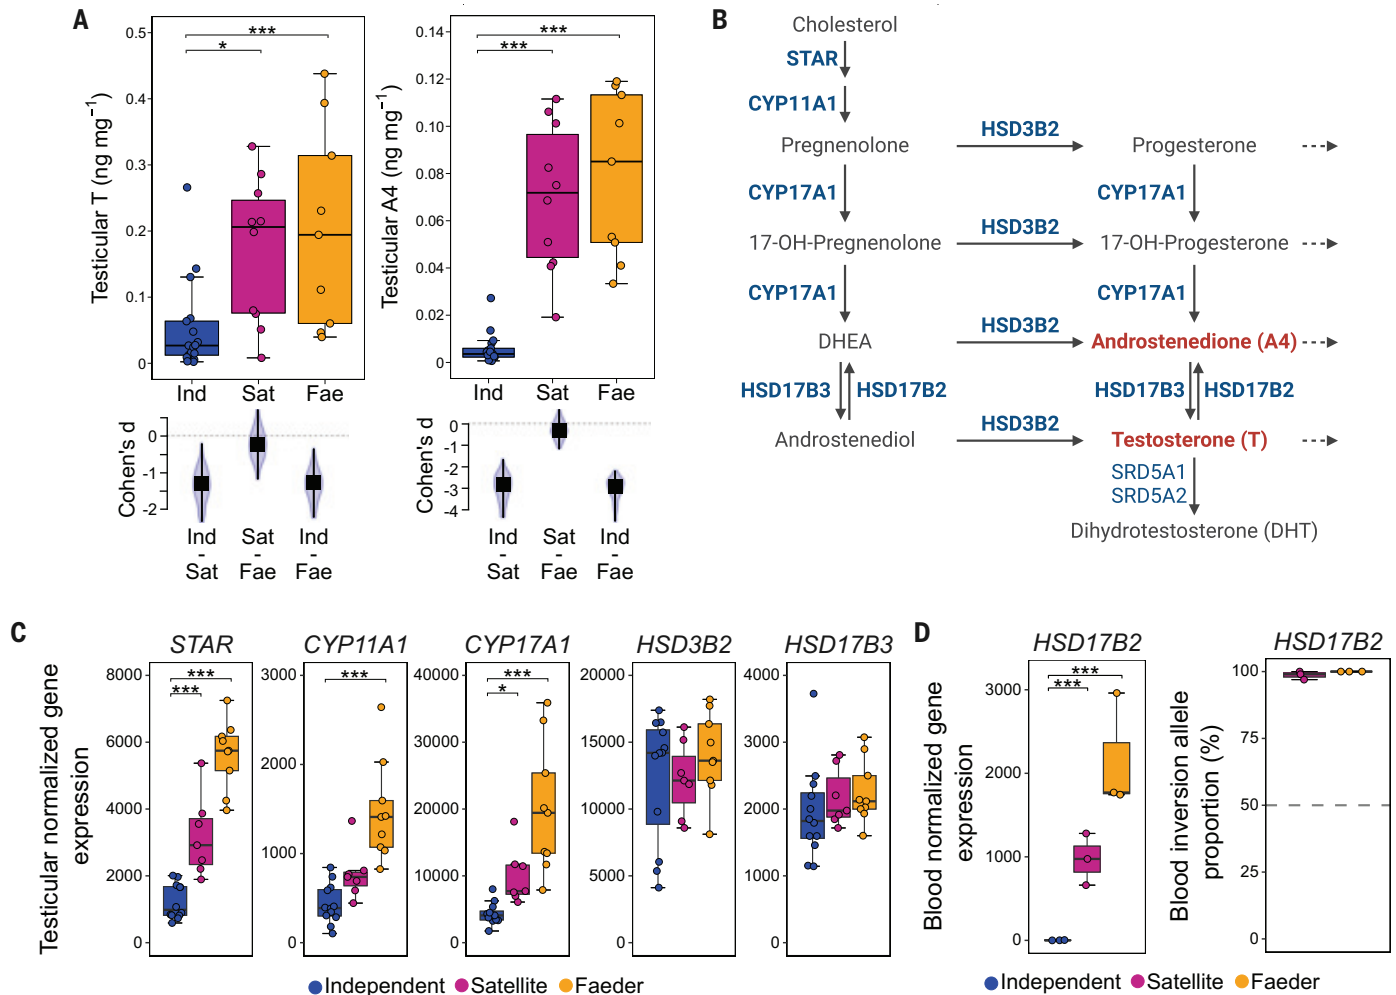 A
Testicular T (ng mg−1)
0.5
0.4
0.3
0.2
0.1
0
***
*
Ind Sat Fae
Cohen's d
0
-1
-2
Ind - Sat
Sat - Fae
Ind - Fae
Testicular A4 (ng mg−1)
0.14
0.12
0.10
0.08
0.06
0.04
0.02
0
***
***
Ind Sat Fae
Cohen's d
0
-1
-2
-3
-4
Ind - Sat
Sat - Fae
Ind - Fae
B
Cholesterol
STAR
CYP11A1
Pregnenolone HSD3B2 Progesterone
CYP17A1 CYP17A1
17-OH-Pregnenolone HSD3B2 17-OH-Progesterone
CYP17A1 CYP17A1
DHEA HSD3B2 Androstenedione (A4)
HSD17B3 HSD17B2 HSD17B3 HSD17B2
Androstenediol HSD3B2 Testosterone (T)
SRD5A1
SRD5A2
Dihydrotestosterone (DHT)
C
Testicular normalized gene
expression
STAR
8000
6000
4000
2000
0
***
***
CYP11A1
3000
2000
1000
0
***
CYP17A1
40000
30000
20000
10000
0
***
*
HSD3B2
20000
15000
10000
5000
0
HSD17B3
4000
3000
2000
1000
0
Independent Satellite Faeder
D
Blood normalized gene
expression
HSD17B2
3000
2000
1000
0
***
***
Blood inversion allele
proportion (%)
HSD17B2
100
75
50
25
0
Independent Satellite Faeder